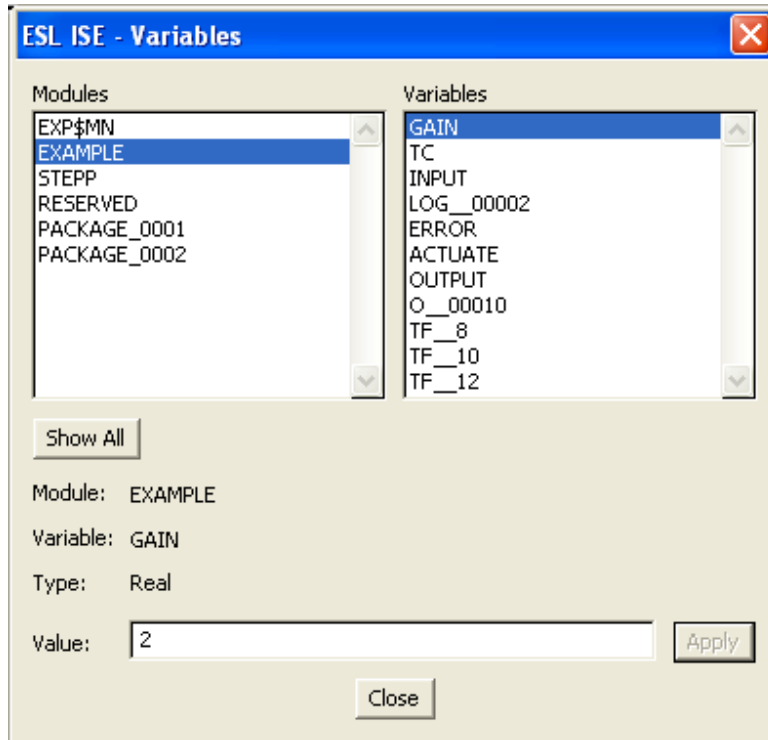 ESL ISE - Variables
Modules
EXP$MN
EXAMPLE
STEPP
RESERVED
PACKAGE_0001
PACKAGE_0002
Variables
GAIN
TC
INPUT
LOG__00002
ERROR
ACTUATE
OUTPUT
O__00010
TF__8
TF__10
TF__12
Show All
Module: EXAMPLE
Variable: GAIN
Type: Real
Value: 2 Apply
Close